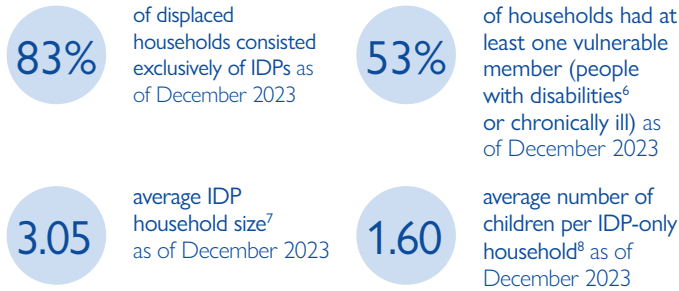 83%
of displaced
households consisted
exclusively of IDPs as
of December 2023
53%
of households had at
least one vulnerable
member (people
with disabilities⁶
or chronically ill) as
of December 2023
3.05
average IDP
household size⁷
as of December 2023
1.60
average number of
children per IDP-only
household⁸ as of
December 2023